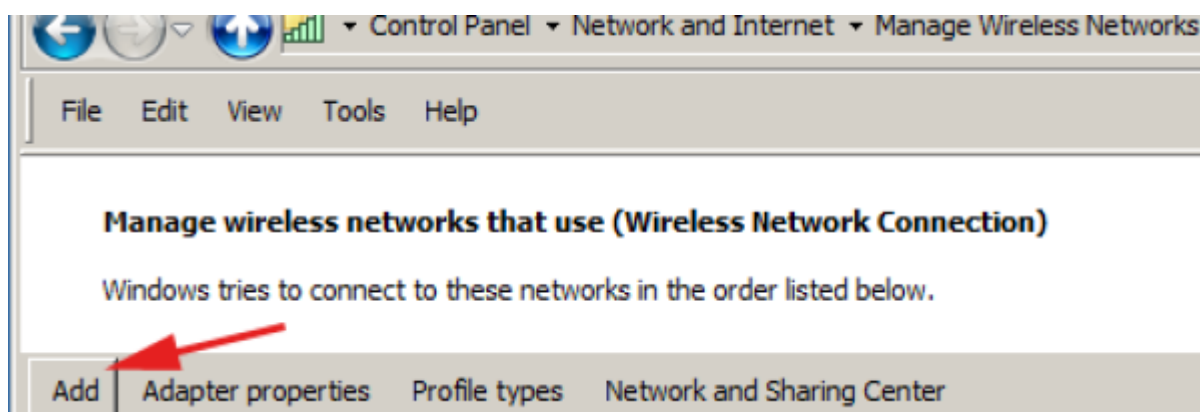 Control Panel Network and Internet Manage Wireless Networks
File Edit View Tools Help
Manage wireless networks that use (Wireless Network Connection)
Windows tries to connect to these networks in the order listed below.
Add Adapter properties Profile types Network and Sharing Center